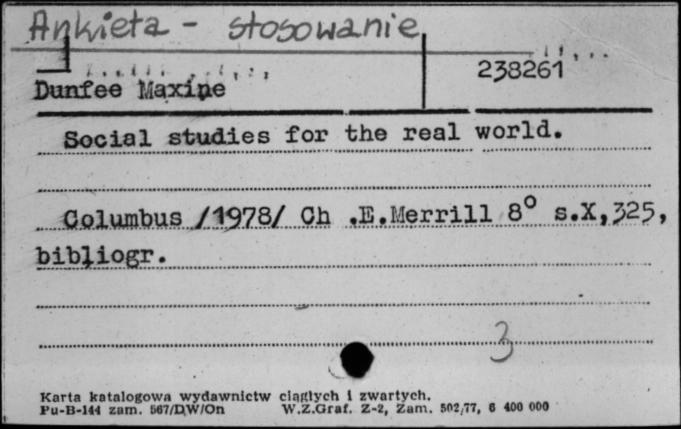 Ankieta - stosowanie
238261
Dunfee Maxine
Social studies for the real world.
Columbus /1978/ Ch .E.Merrill 8° s.X,325,
bibliogr.
3
Karta katalogowa wydawnictw ciągłych i zwartych.
Pu-B-144 zam. 567/D,W/On W.Z.Graf. Z-2, Zam. 502/77, 6 400 000